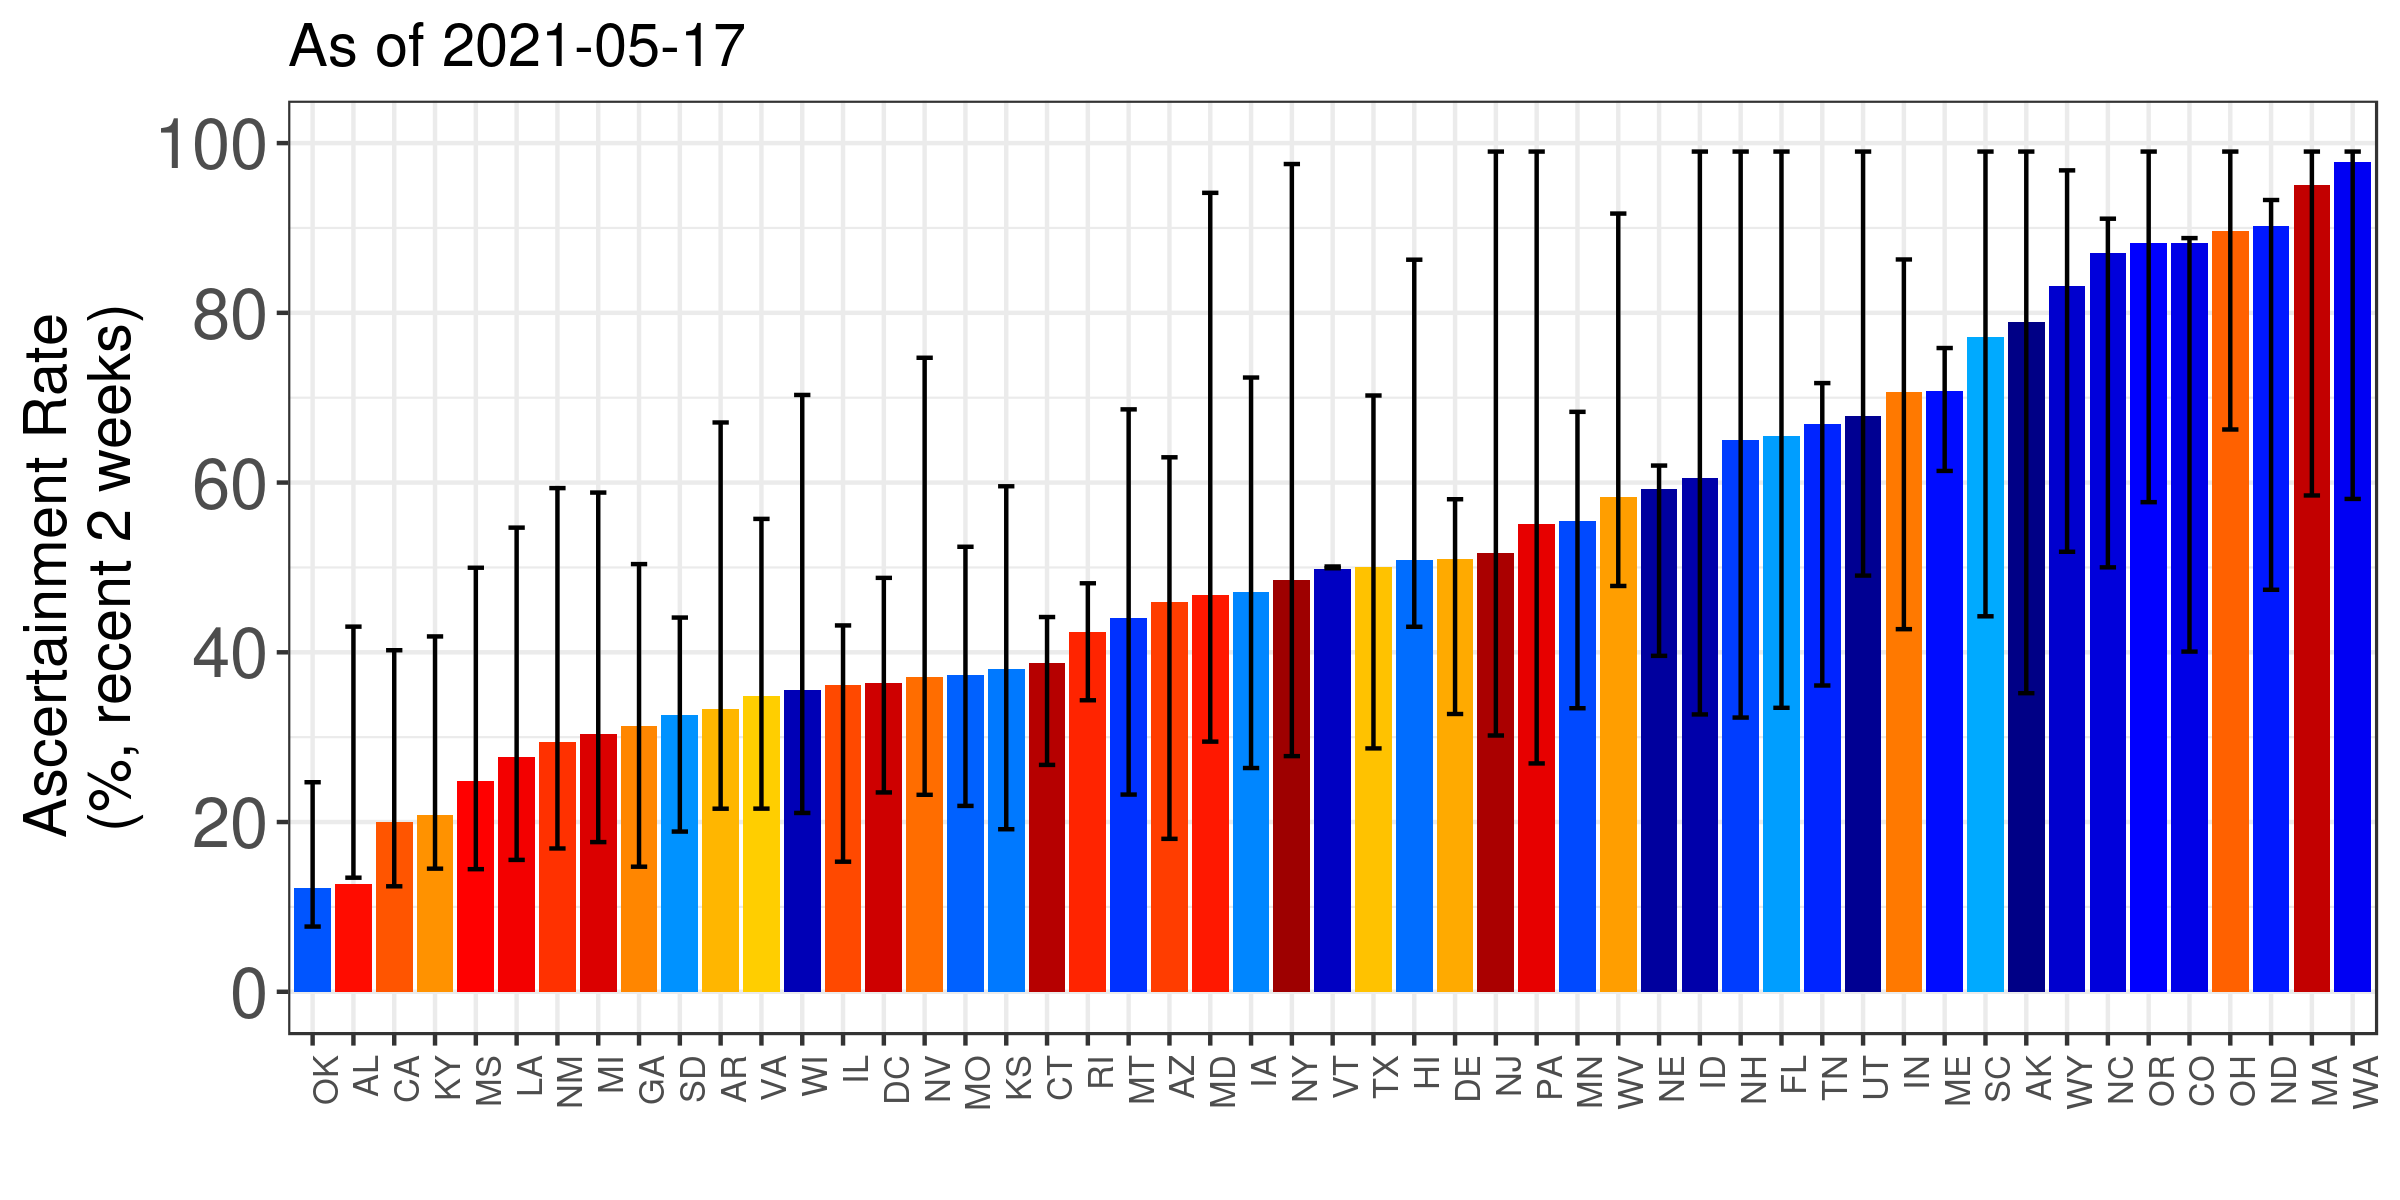 As of 2021-05-17
Ascertainment Rate
(%, recent 2 weeks)
100
80
60
40
20
0
OK AL CA KY MS LA NM MI GA SD AR VA WI IL DC NV MO KS CT RI MT AZ MD IA NY VT TX HI DE NJ PA MN WV NE ID NH FL TN UT IN ME SC AK WY NC OR CO OH ND MA WA